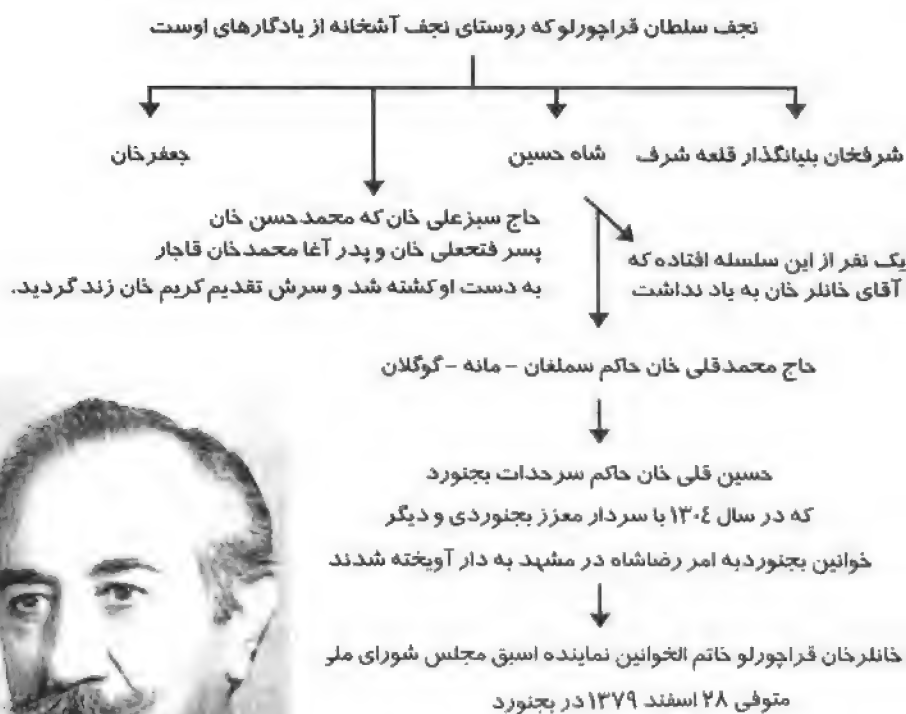 نجف سلطان قراچورلو که روستای نجف آشخانه از یادگارهای اوست
شرفخان بلیانگذار قلعه شرف
شاه حسین
جعفرخان
حاج سبزعلی خان که محمدحسن خان
پسر فتحعلی خان و پدر آغا محمدخان قاجار
به دست او کشته شد و سرش تقدیم کریم خان زند گردید.
یک نفر از این سلسله افتاده که
آقای خانلر خان به یاد نداشت
حاج محمدقلی خان حاکم سملغان - مانه - گوگلان
حسین قلی خان حاکم سرحدات بجنورد
که در سال ۱۳۰٤ با سردار معزز بجنوردی و دیگر
خوانین بجنوردبه امر رضاشاه در مشهد به دار آویخته شدند
خانلرخان قراچورلو خاتم الخوانین نماینده اسبق مجلس شورای ملی
متوفی ۲۸ اسفند ۱۳۷۹ در بجنورد